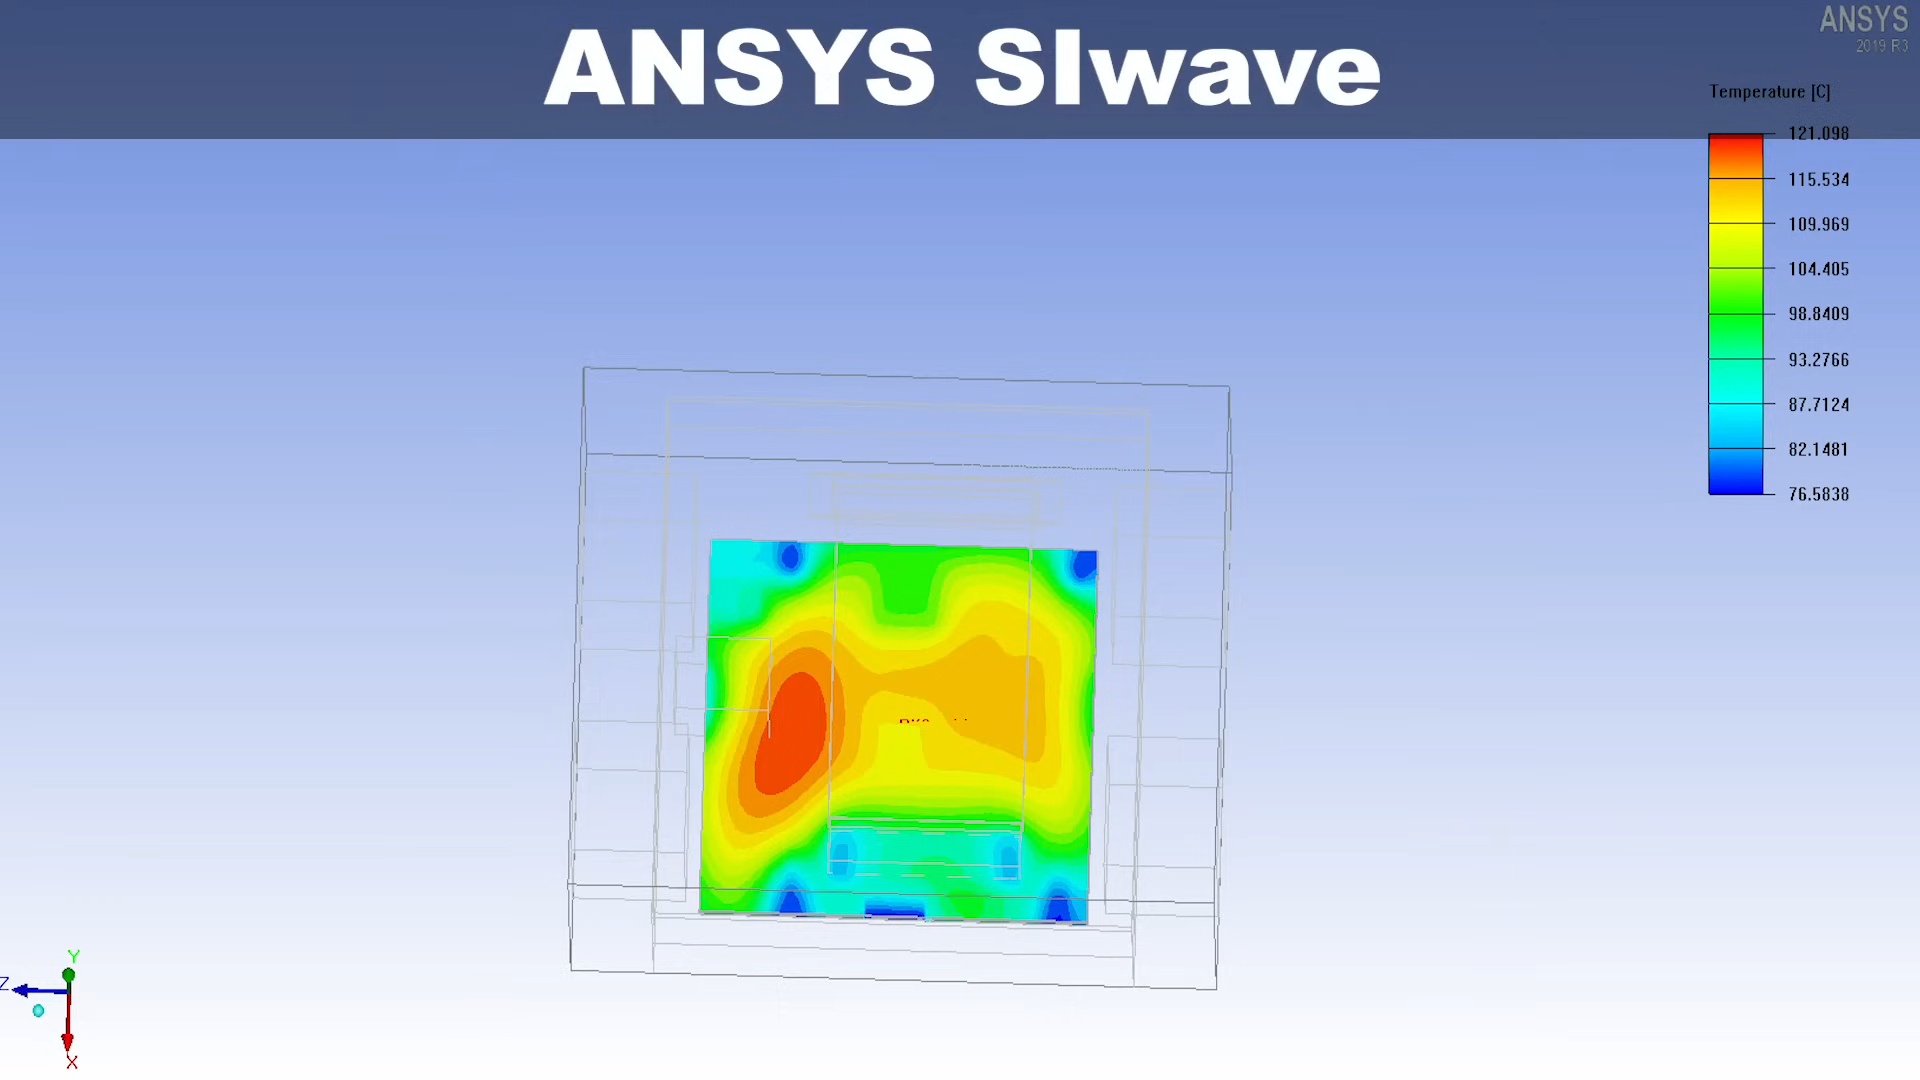 ANSYS SIwave
ANSYS
2019 R3
Temperature [C]
121.098
115.534
109.969
104.405
98.8409
93.2766
87.7124
82.1481
76.5838
Y
Z
X